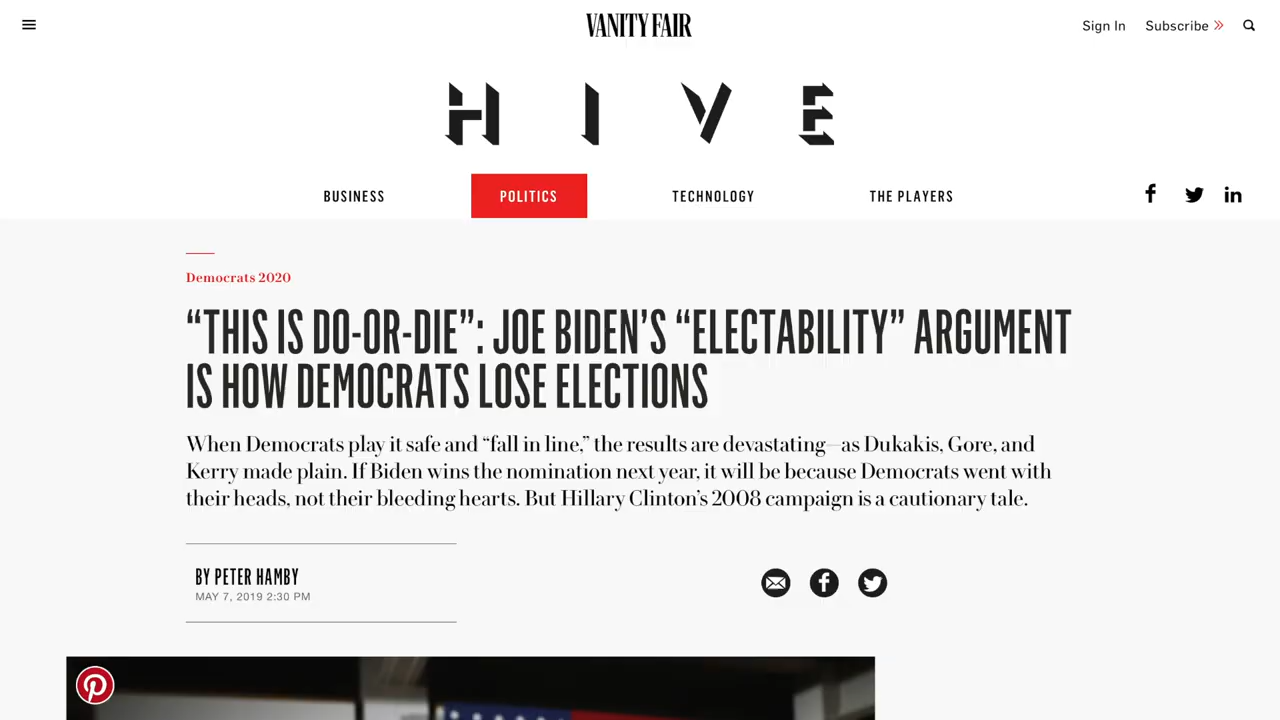 VANITY FAIR
Sign In
Subscribe
HIVE
BUSINESS
POLITICS
TECHNOLOGY
THE PLAYERS
Democrats 2020
“THIS IS DO-OR-DIE”: JOE BIDEN’S “ELECTABILITY” ARGUMENT
IS HOW DEMOCRATS LOSE ELECTIONS
When Democrats play it safe and “fall in line,” the results are devastating—as Dukakis, Gore, and
Kerry made plain. If Biden wins the nomination next year, it will be because Democrats went with
their heads, not their bleeding hearts. But Hillary Clinton’s 2008 campaign is a cautionary tale.
BY PETER HAMBY
MAY 7, 2019 2:30 PM